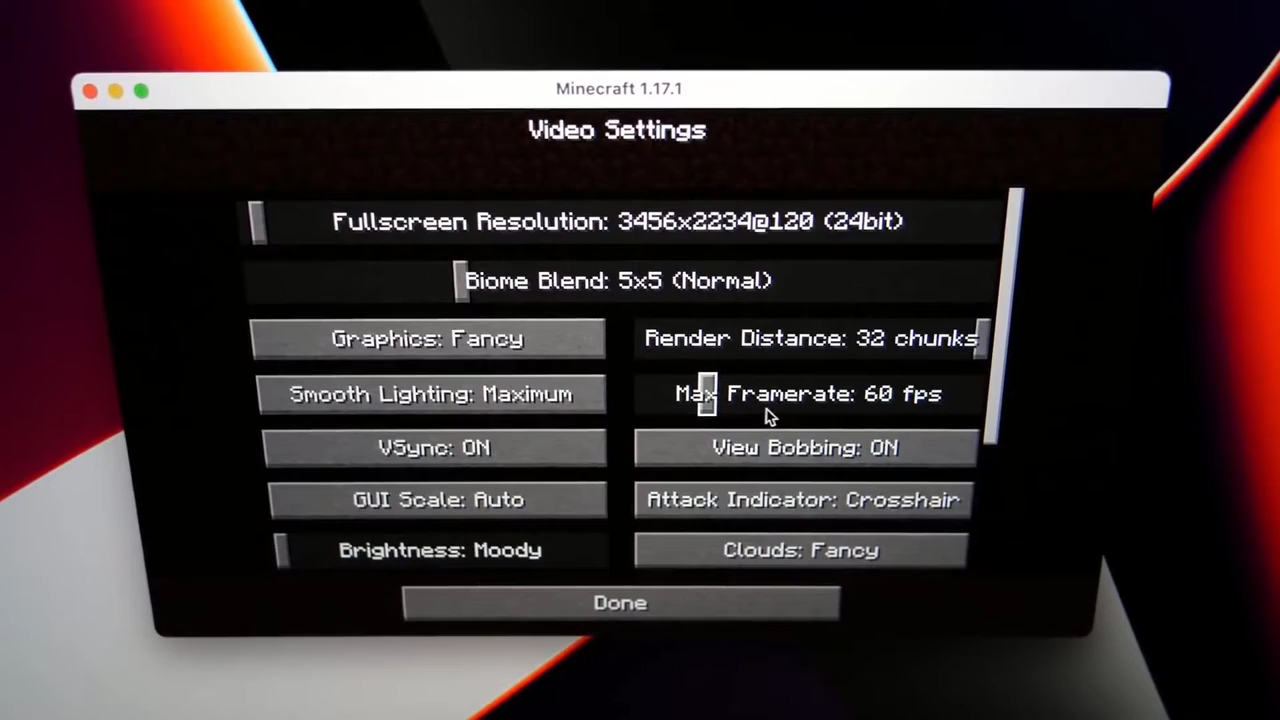 Minecraft 1.17.1
Video Settings
Fullscreen Resolution: 3456x2234@120 (24bit)
Biome Blend: 5x5 (Normal)
Graphics: Fancy
Render Distance: 32 chunks
Smooth Lighting: Maximum
Max Framerate: 60 fps
VSync: ON
View Bobbing: ON
GUI Scale: Auto
Attack Indicator: Crosshair
Brightness: Moody
Clouds: Fancy
Done